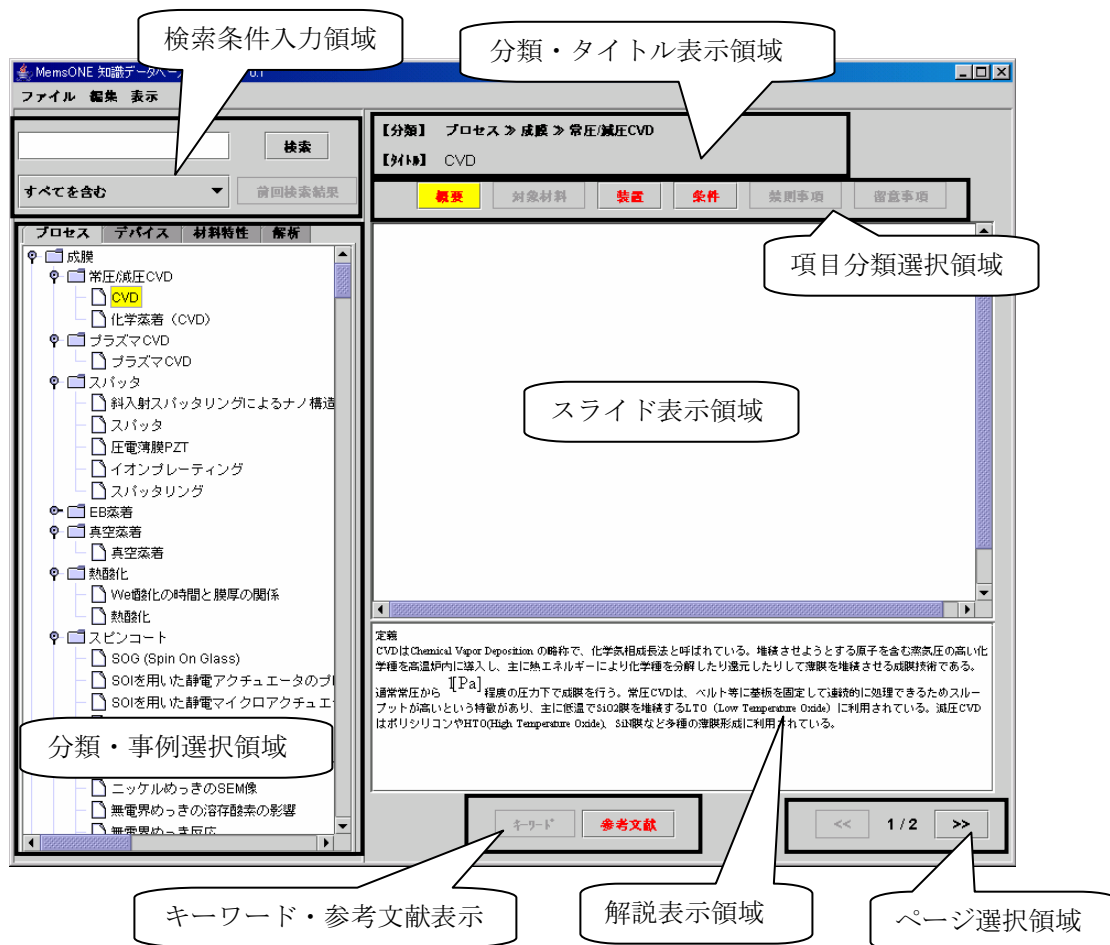 検索条件入力領域
分類・タイトル表示領域
MemsONE 知識データベー
0.1
ファイル 編集 表示
検索
すべてを含む
前回検索結果
【分類】 プロセス ≫ 成膜 ≫ 常圧/減圧CVD
【タイトル】 CVD
概要 対象材料 装置 条件 禁則事項 留意事項
項目分類選択領域
プロセス デバイス 材料特性 解析
成膜
常圧/減圧CVD
CVD
化学蒸着（CVD）
プラズマCVD
プラズマCVD
スパッタ
斜入射スパッタリングによるナノ構造
スパッタ
圧電薄膜PZT
イオンプレーティング
スパッタリング
EB蒸着
真空蒸着
真空蒸着
熱酸化
Wet酸化の時間と膜厚の関係
熱酸化
スピンコート
SOG (Spin On Glass)
SOIを用いた静電アクチュエータのプ
SOIを用いた静電マイクロアクチュエー
分類・事例選択領域
ニッケルめっきのSEM像
無電界めっきの溶存酸素の影響
無電界めっき反応
スライド表示領域
定義
CVDはChemical Vapor Deposition の略称で、化学気相成長法と呼ばれている。堆積させようとする原子を含む蒸気圧の高い化
学種を高温炉内に導入し、主に熱エネルギーにより化学種を分解したり還元したりして薄膜を堆積させる成膜技術である。
通常常圧から 1[Pa] 程度の圧力下で成膜を行う。常圧CVDは、ベルト等に基板を固定して連続的に処理できるためスルー
プットが高いという特徴があり、主に低温でSiO2膜を堆積するLTO（Low Temperature Oxide）に利用されている。減圧CVD
はポリシリコンやHTO(High Temperature Oxide)、SiN膜など多種の薄膜形成に利用されている。
キーワード 参考文献
<< 1 / 2 >>
キーワード・参考文献表示
解説表示領域
ページ選択領域